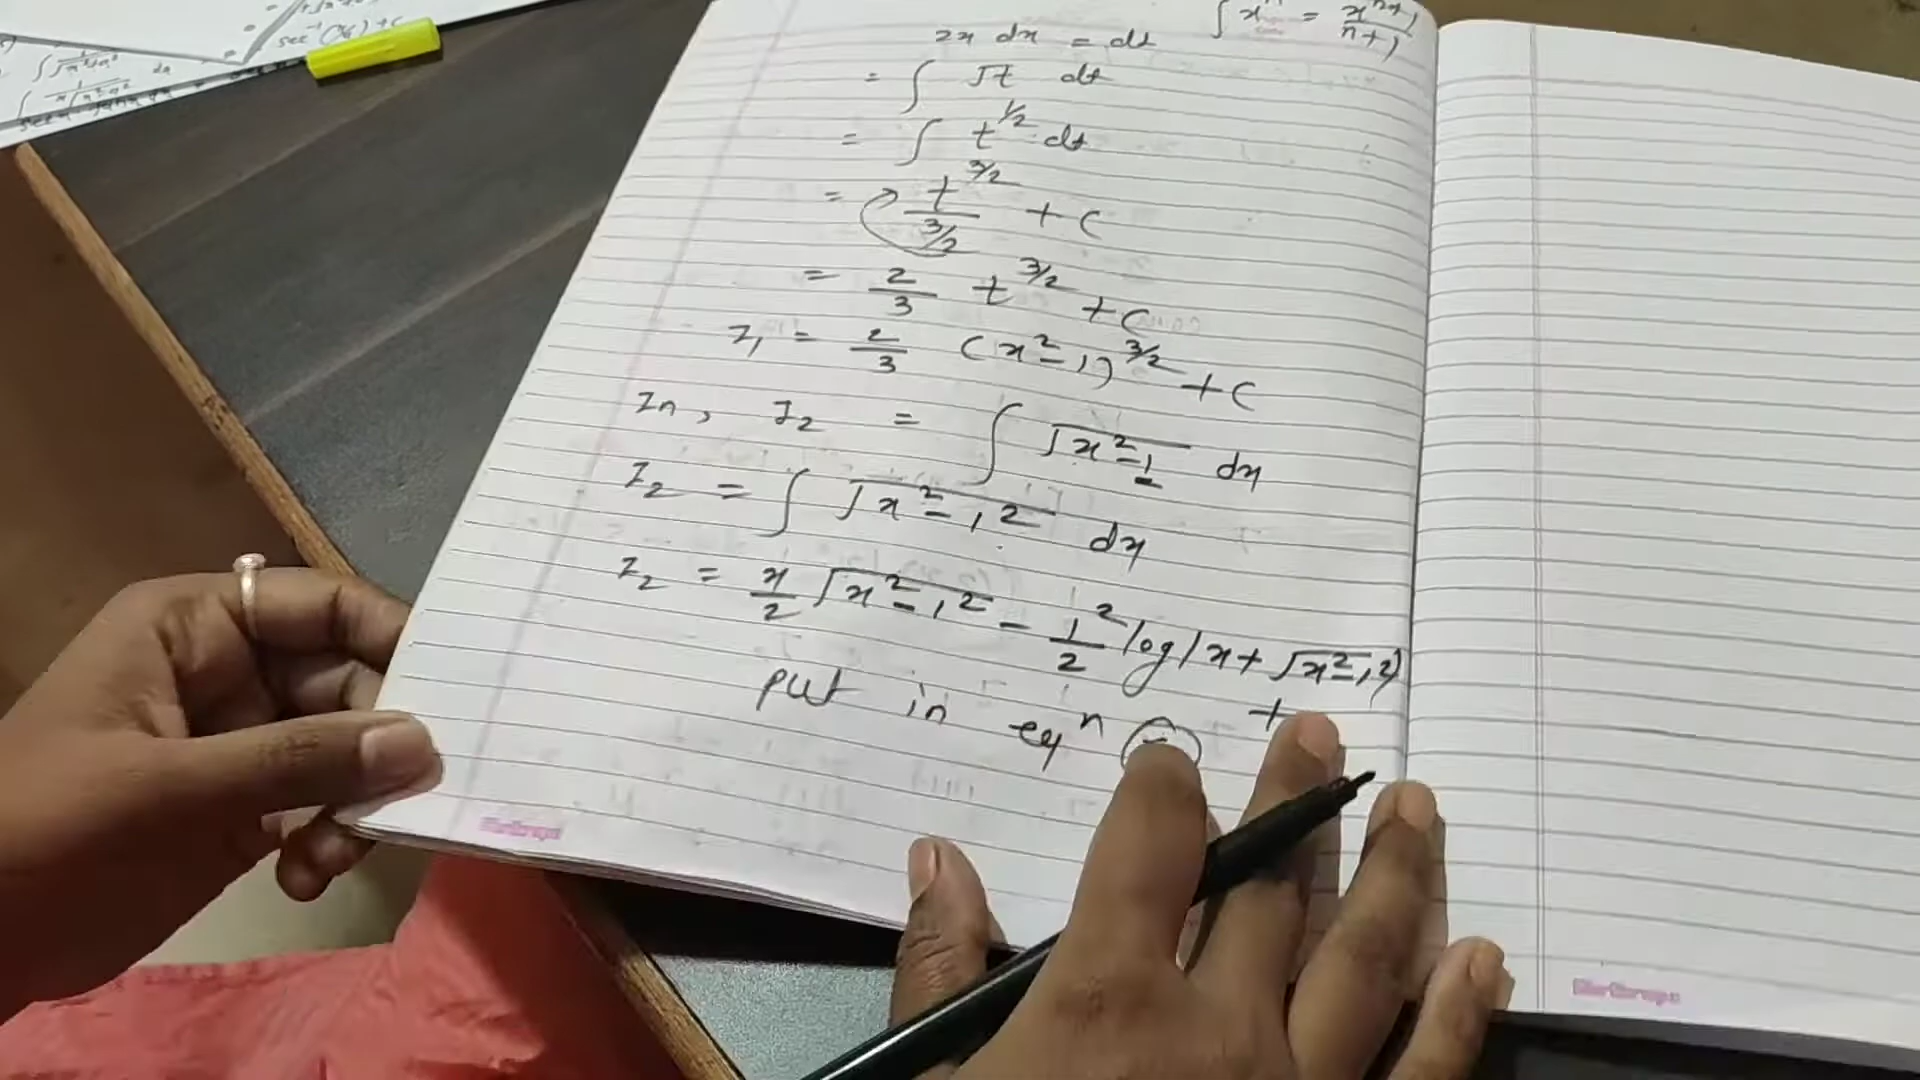 sec⁻¹(x/a) + c
∫ xⁿ = xⁿ⁺¹/n+1
2x dx = dt
= ∫ √t dt
= ∫ t^1/2 dt
= t^3/2 / 3/2 + c
= 2/3 t^3/2 + c
I₁ = 2/3 (x²-1)^3/2 + c
In, I₂ = ∫ √x²-1 dx
I₂ = ∫ √x²-1² dx
I₂ = x/2 √x²-1² - 1²/2 log|x+√x²-1²|
+
put in eqⁿ